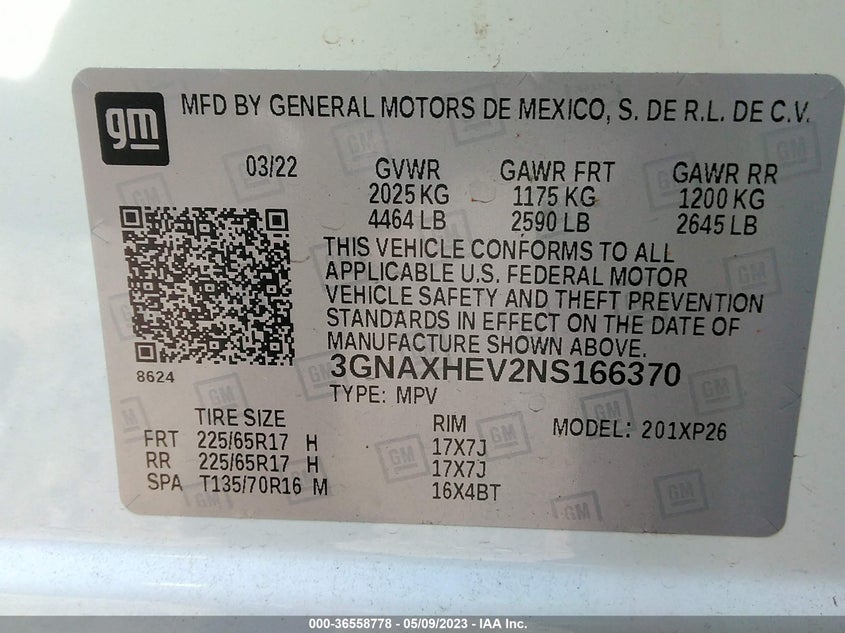 gm
MFD BY GENERAL MOTORS DE MEXICO, S. DE R.L. DE C.V.
03/22 GVWR GAWR FRT GAWR RR
2025 KG 1175 KG 1200 KG
4464 LB 2590 LB 2645 LB
THIS VEHICLE CONFORMS TO ALL
APPLICABLE U.S. FEDERAL MOTOR
VEHICLE SAFETY AND THEFT PREVENTION
STANDARDS IN EFFECT ON THE DATE OF
MANUFACTURE SHOWN ABOVE.
8624
3GNAXHEV2NS166370
TYPE: MPV
TIRE SIZE RIM MODEL: 201XP26
FRT 225/65R17 H 17X7J
RR 225/65R17 H 17X7J
SPA T135/70R16 M 16X4BT
000-36558778 - 05/09/2023 - IAA Inc.